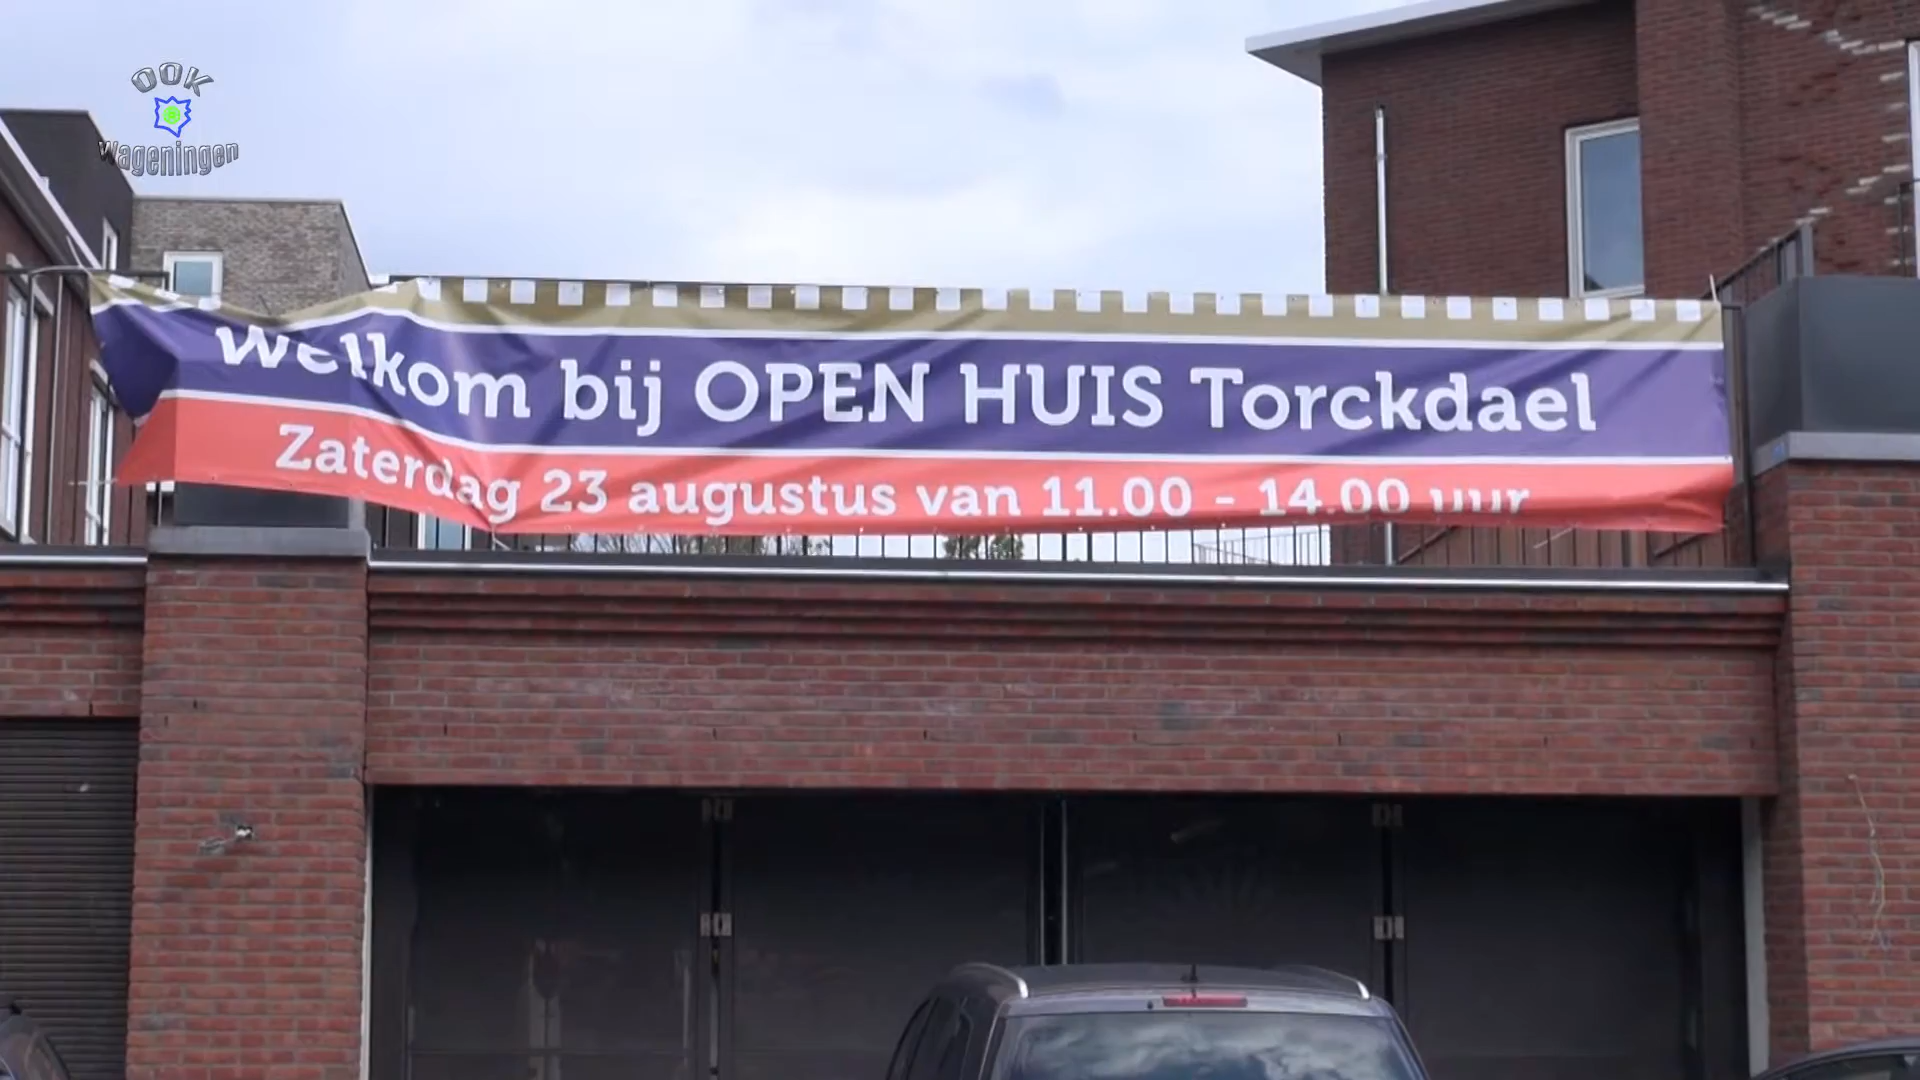 OOK
Wageningen
Welkom bij OPEN HUIS Torckdael
Zaterdag 23 augustus van 11.00 - 14.00 uur